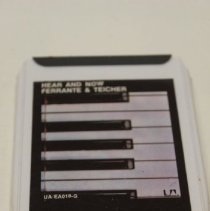 HEAR AND NOW
FERRANTE & TEICHER
UA-EA019-G
UA